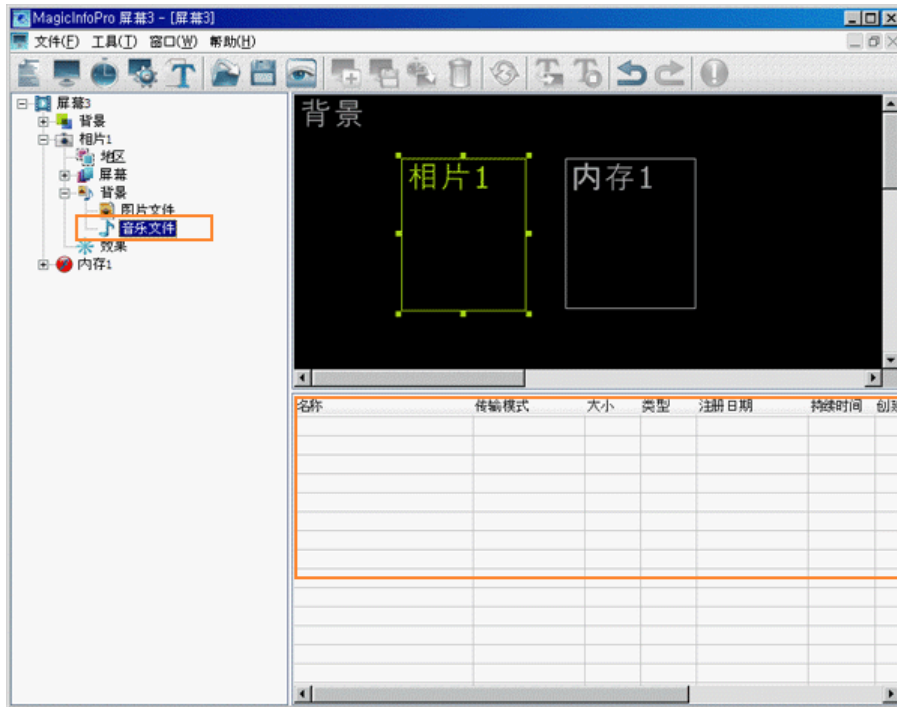 MagicInfoPro 屏幕3 - [屏幕3]
文件(F) 工具(T) 窗口(W) 帮助(H)
屏幕3
背景
相片1
地区
屏幕
背景
图片文件
音乐文件
效果
内存1
背景
相片1
内存1
名称 传输模式 大小 类型 注册日期 持续时间